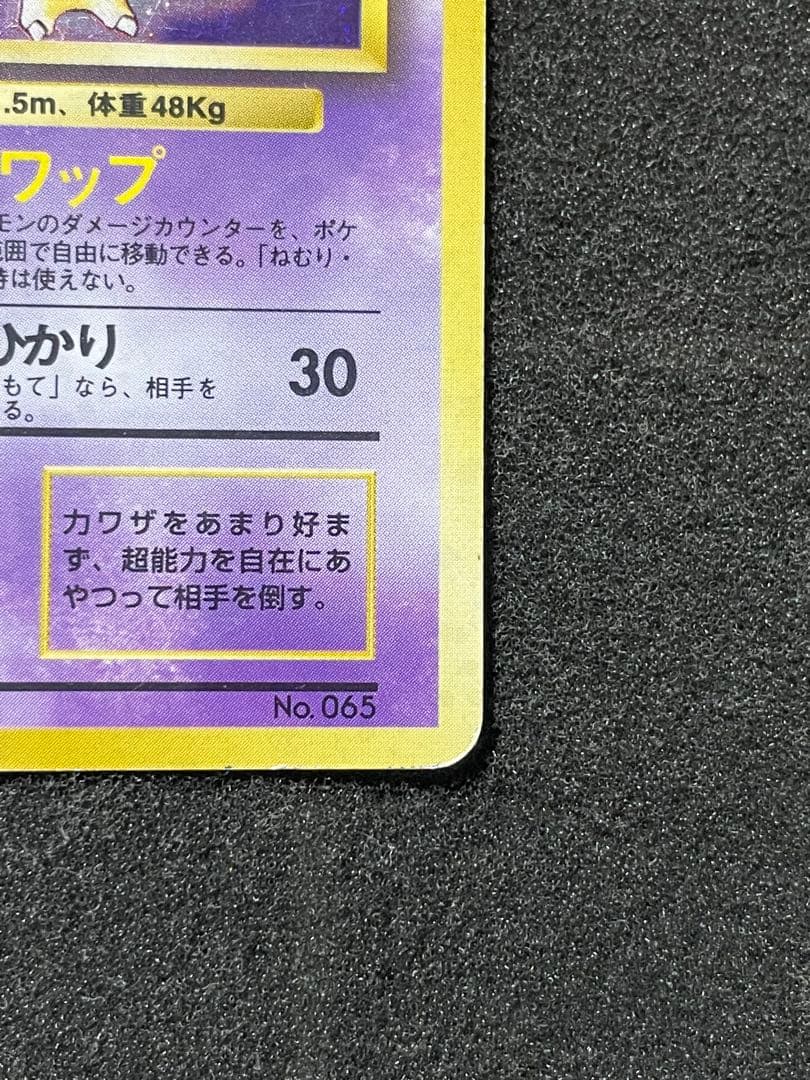 .5m、体重48Kg
ワップ
モンのダメージカウンターを、ポケ
範囲で自由に移動できる。「ねむり・
時は使えない。
ひかり
30
もて」なら、相手を
る。
力ワザをあまり好ま
ず、超能力を自在にあ
やつって相手を倒す。
No. 065